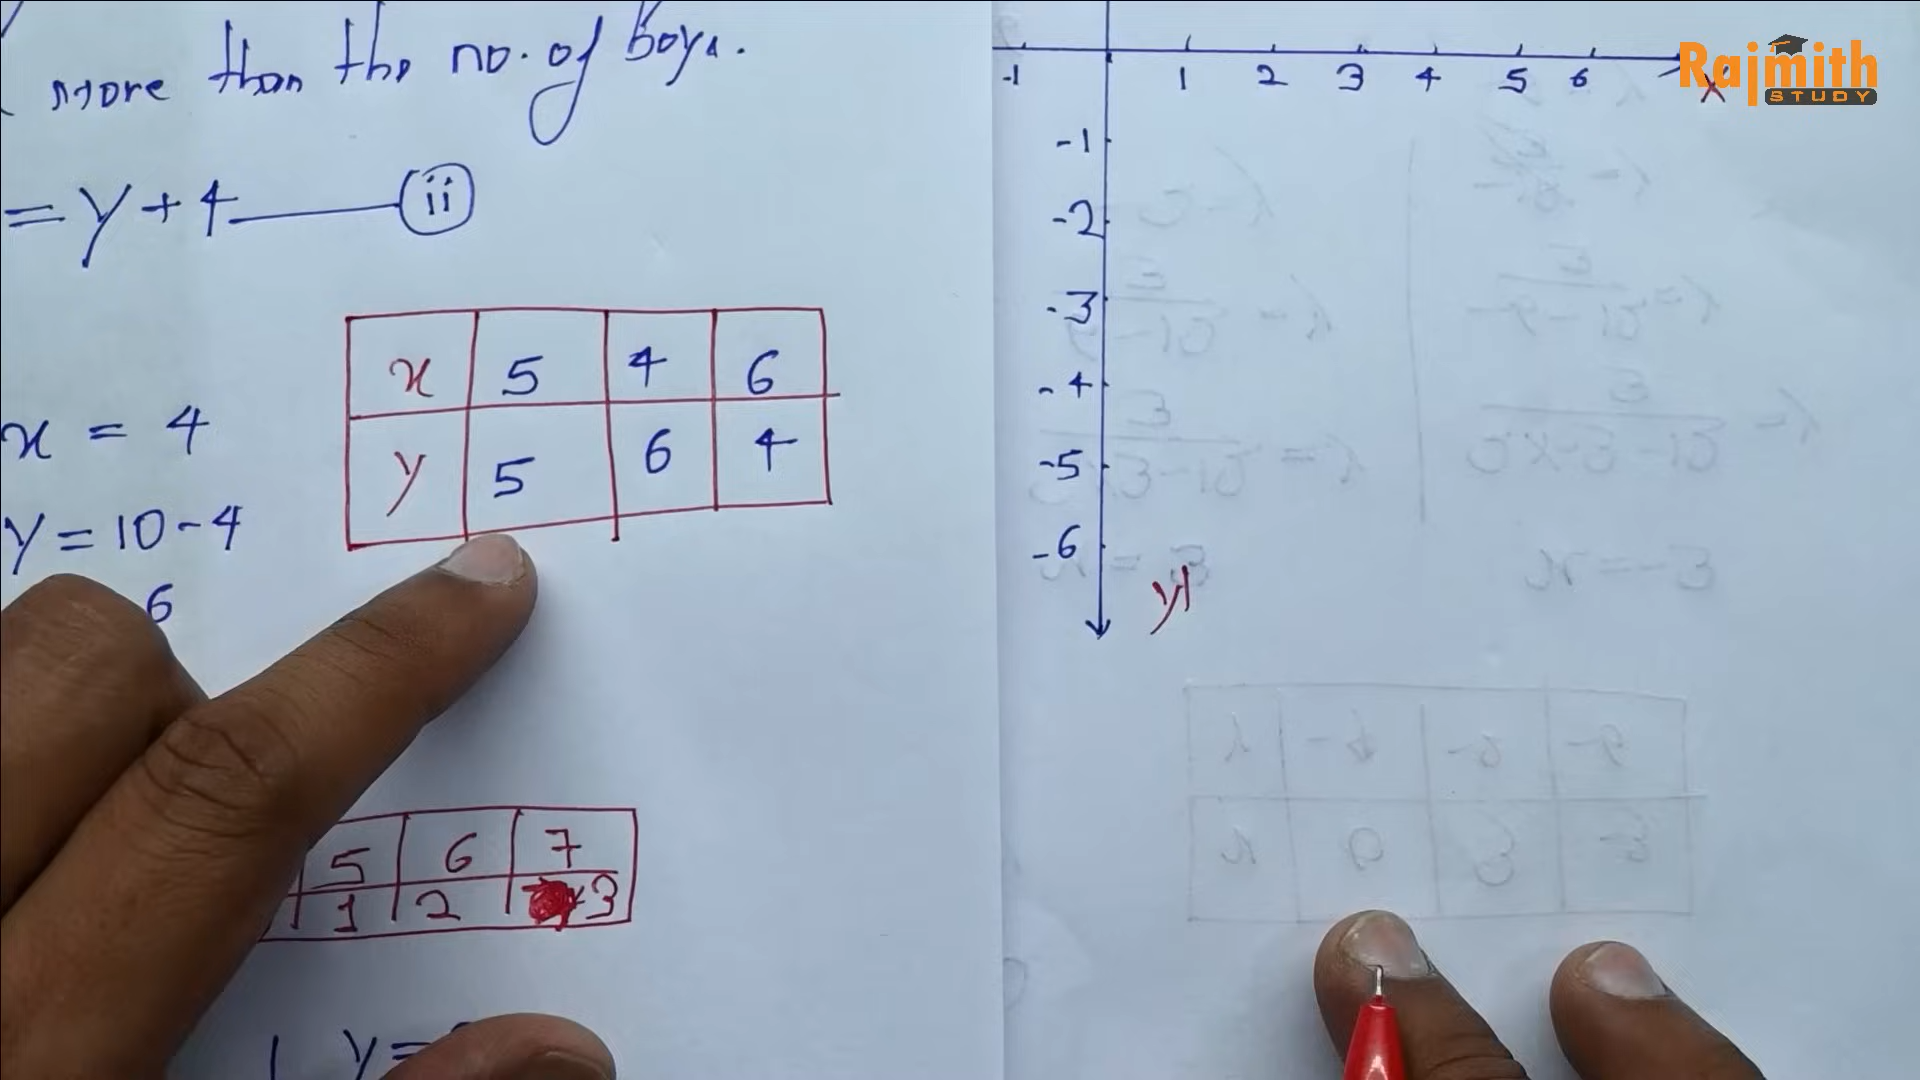 more than the no. of boys.
= y + 4 ii
x 5 4 6
y 5 6 4
x = 4
y = 10 - 4
6
5 6 7
1 2 3
y =
-1 1 2 3 4 5 6 X
-1
-2
-3
-4
-5
-6
y'
Rajmith
STUDY